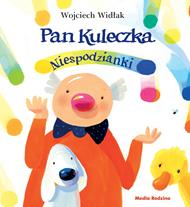 Wojciech Widłak
Pan Kuleczka
Niespodzianki
Media Rodzina